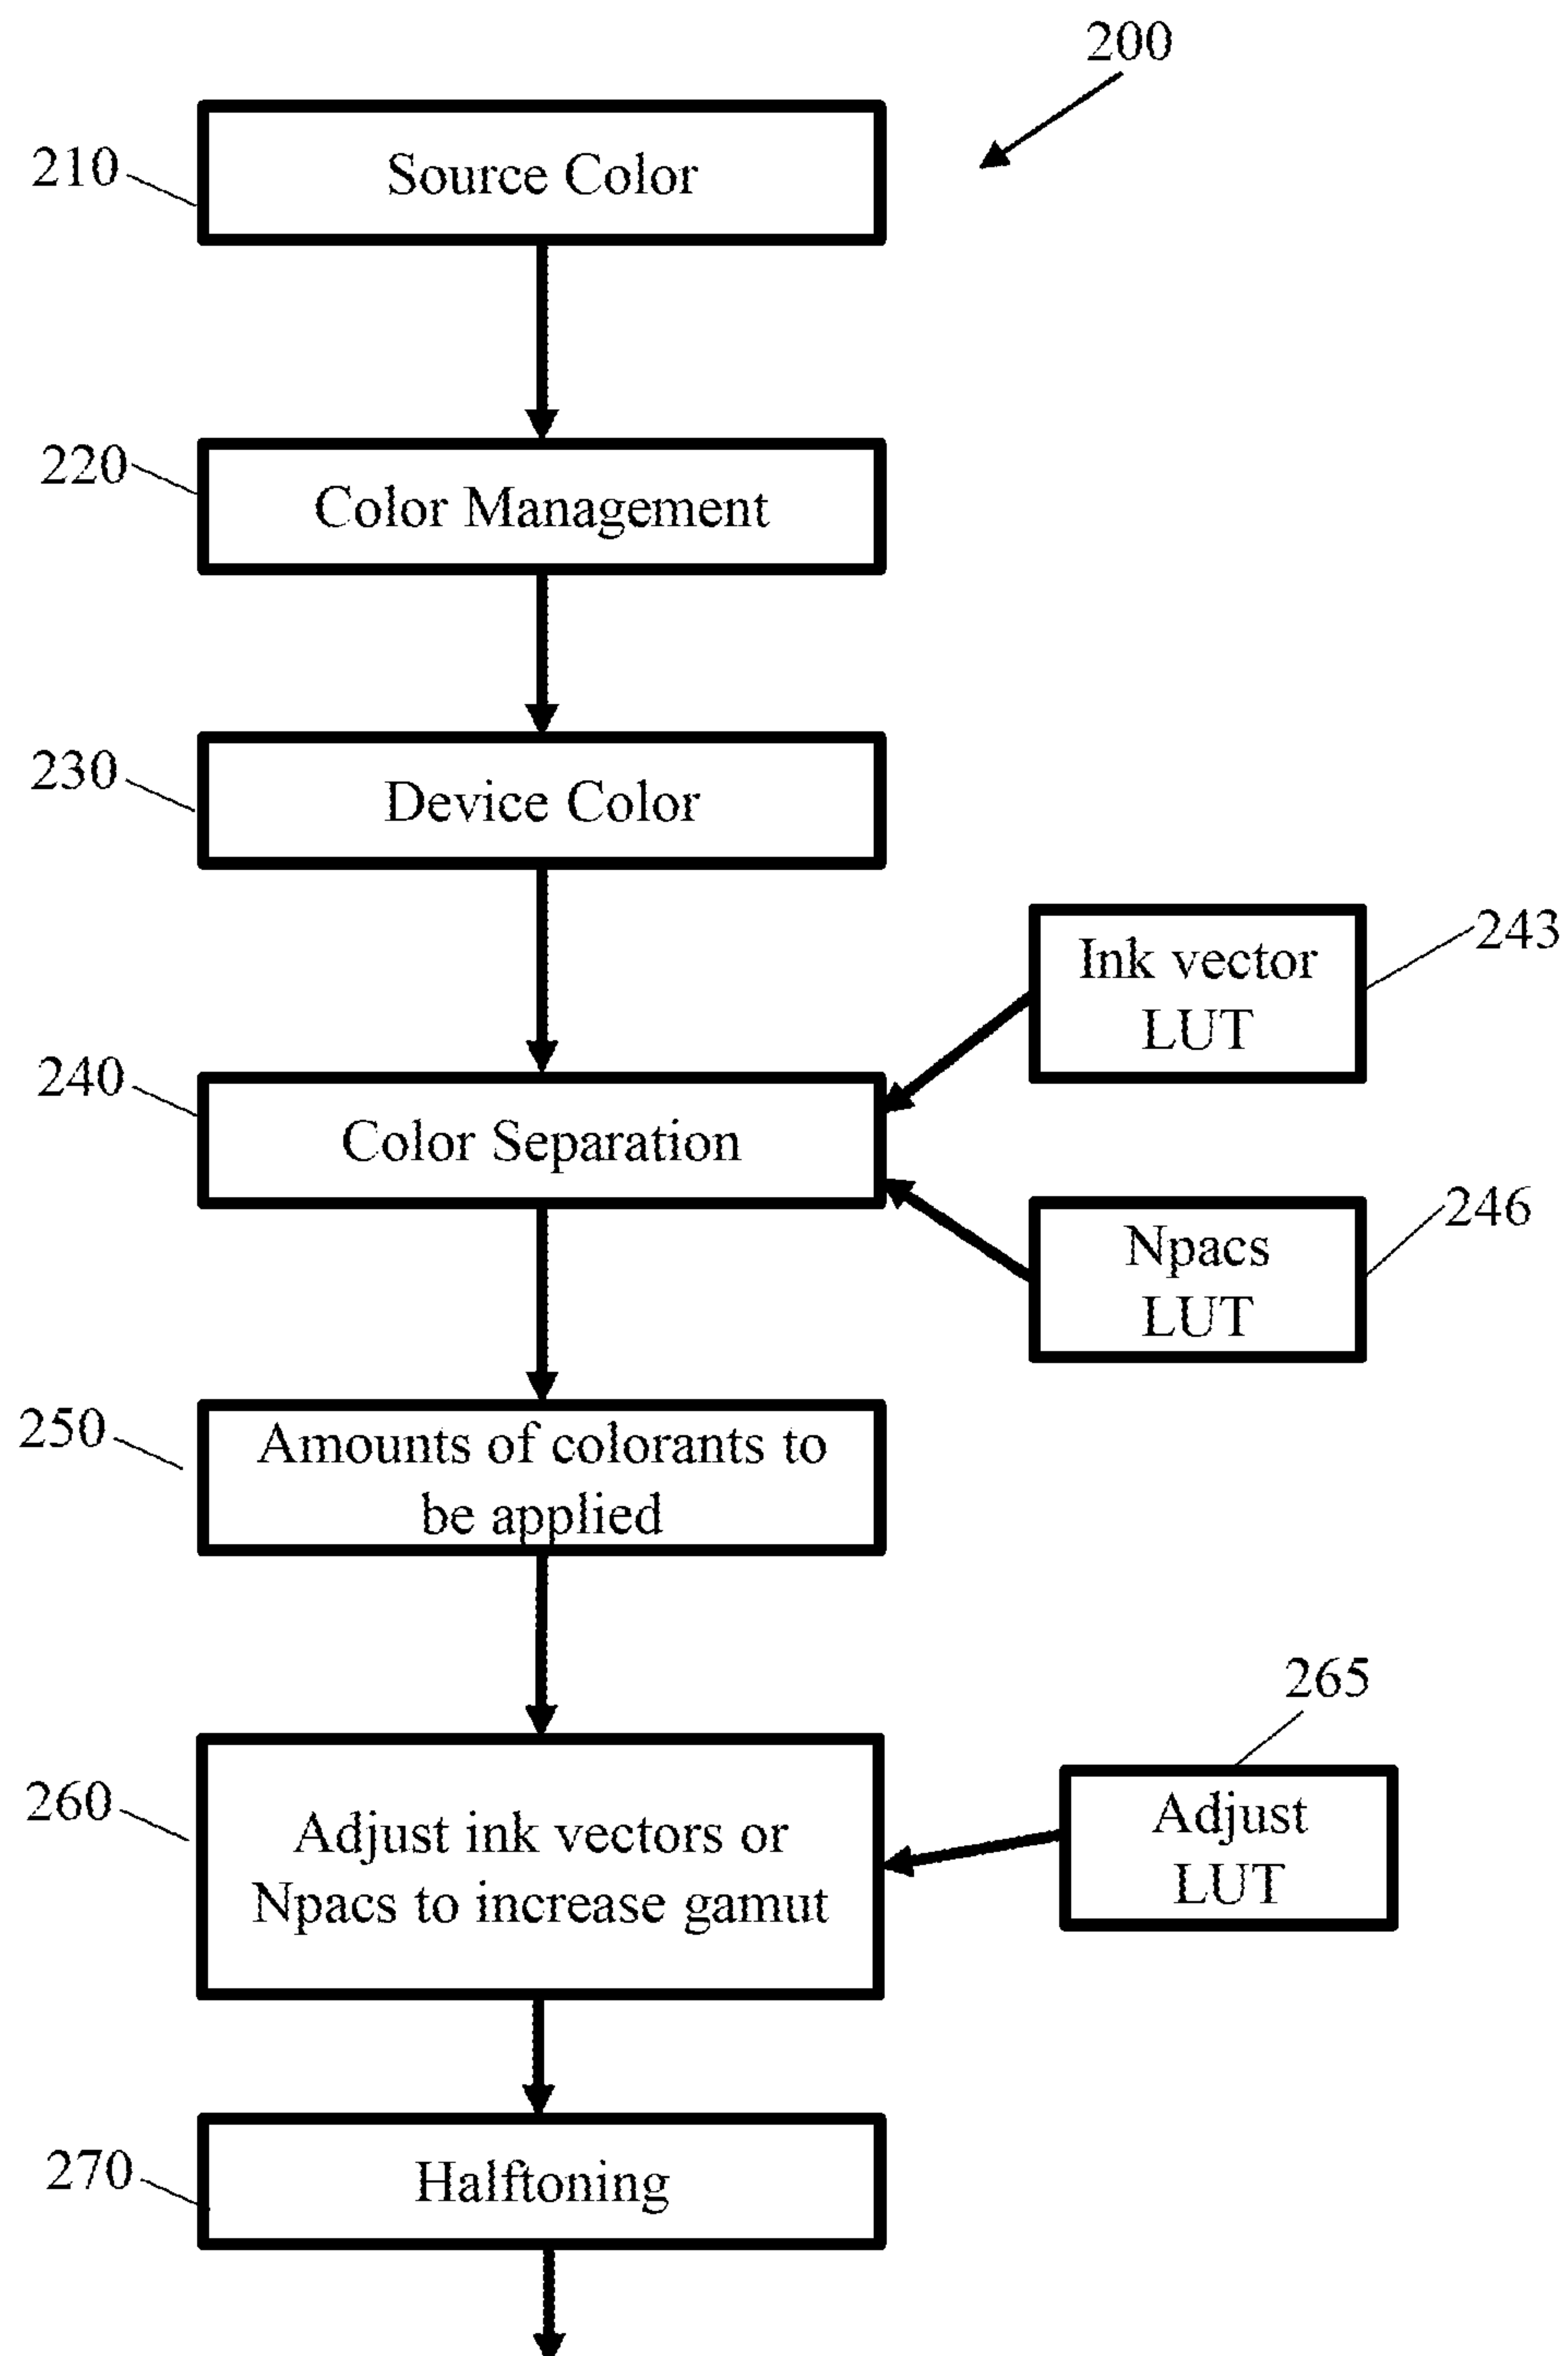 200
210
Source Color
220
Color Management
230
Device Color
Ink vector
LUT
243
240
Color Separation
Npacs
LUT
246
250
Amounts of colorants to
be applied
265
260
Adjust ink vectors or
Npacs to increase gamut
Adjust
LUT
270
Halftoning